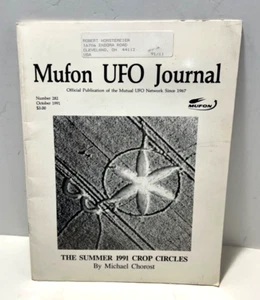 Mufon UFO Journal
Official Publication of the Mutual UFO Network Since 1967
Number 282
October 1991
$3.00
MUFON
THE SUMMER 1991 CROP CIRCLES
By Michael Chorost